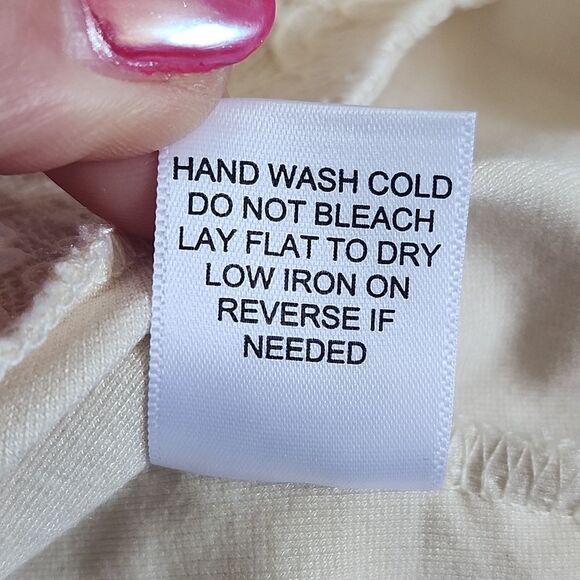 HAND WASH COLD
DO NOT BLEACH
LAY FLAT TO DRY
LOW IRON ON
REVERSE IF
NEEDED